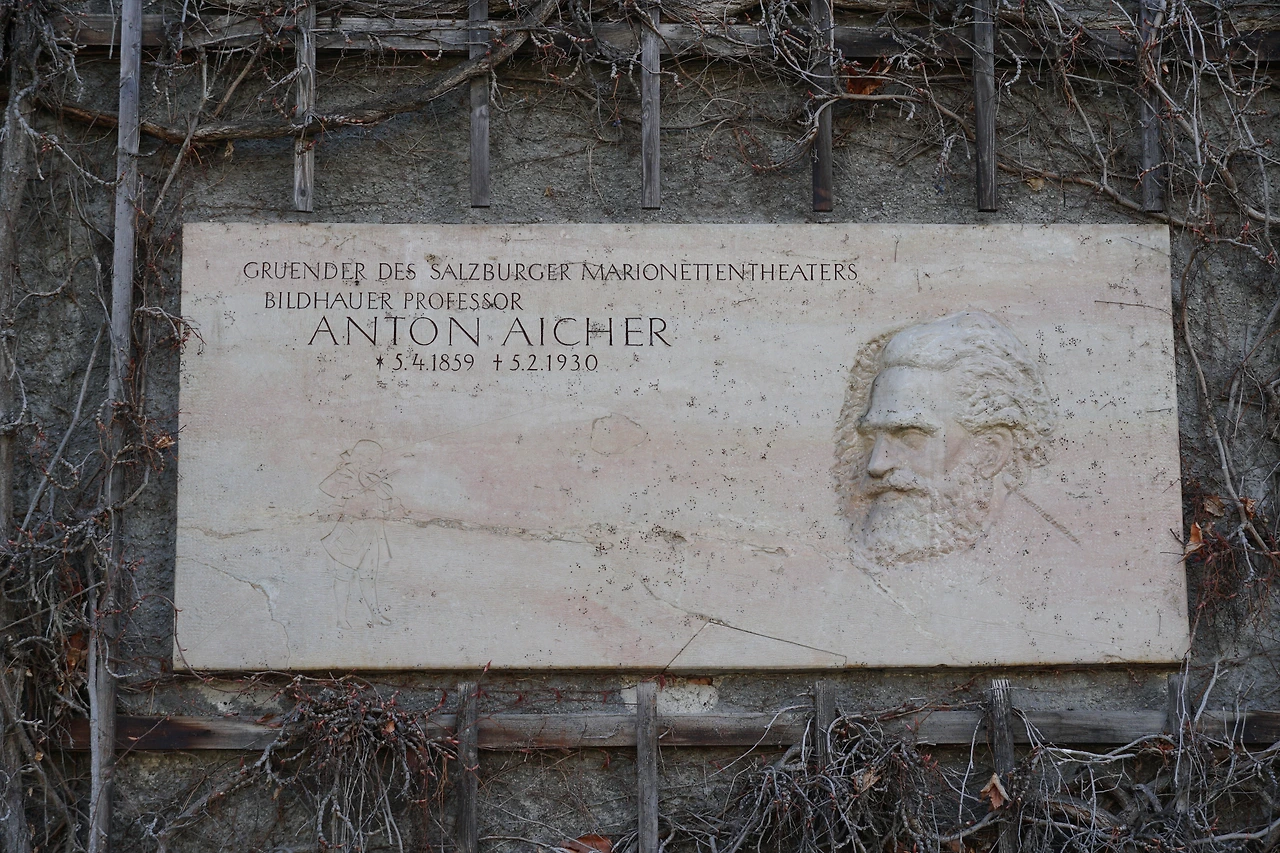 GRUENDER DES SALZBURGER MARIONETTENTHEATERS
BILDHAUER PROFESSOR
ANTON AICHER
* 5.4.1859 † 5.2.1930